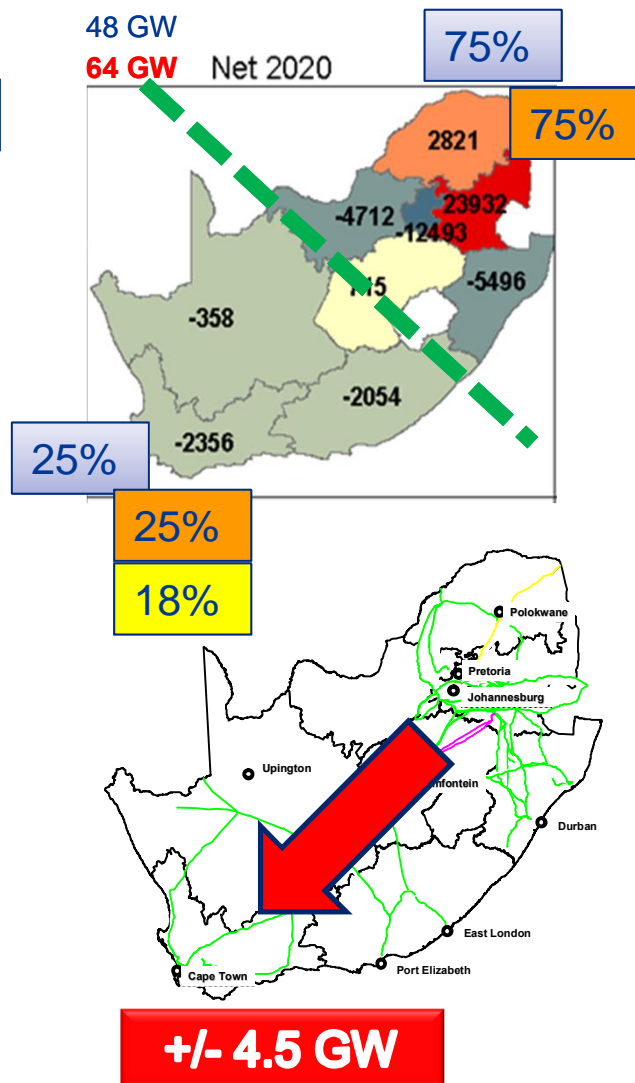 48 GW
64 GW
Net 2020
75%
75%
2821
23932
-4712
-12493
-5496
-358
-2054
-2356
25%
25%
18%
Polokwane
Pretoria
Johannesburg
Upington
mfontein
Durban
East London
Cape Town
Port Elizabeth
+/- 4.5 GW